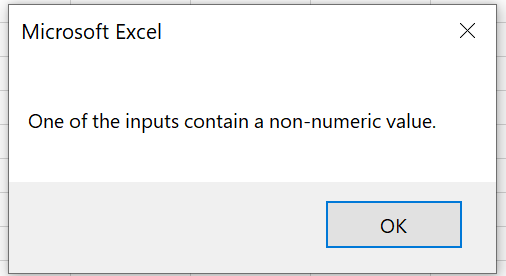 Microsoft Excel
One of the inputs contain a non-numeric value.
OK